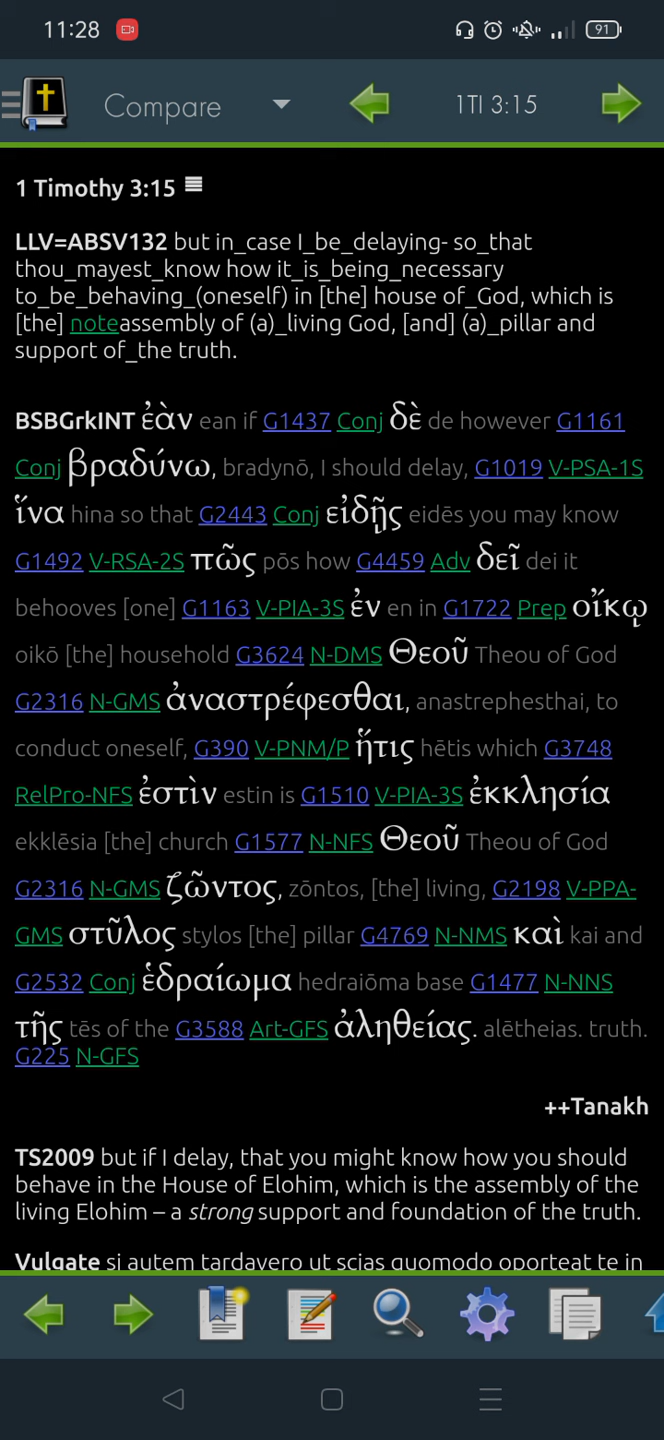 11:28
91
Compare
1TI 3:15
1 Timothy 3:15
LLV=ABSV132 but in_case I_be_delaying- so_that
thou_mayest_know how it_is_being_necessary
to_be_behaving_(oneself) in [the] house of_God, which is
[the] noteassembly of (a)_living God, [and] (a)_pillar and
support of_the truth.
BSBGrkINT ἐὰν ean if G1437 Conj δὲ de however G1161
Conj βραδύνω, bradynō, I should delay, G1019 V-PSA-1S
ἵνα hina so that G2443 Conj εἰδῇς eidēs you may know
G1492 V-RSA-2S πῶς pōs how G4459 Adv δεῖ dei it
behooves [one] G1163 V-PIA-3S ἐν en in G1722 Prep οἴκῳ
oikō [the] household G3624 N-DMS Θεοῦ Theou of God
G2316 N-GMS ἀναστρέφεσθαι, anastrephesthai, to
conduct oneself, G390 V-PNM/P ἥτις hētis which G3748
RelPro-NFS ἐστὶν estin is G1510 V-PIA-3S ἐκκλησία
ekklēsia [the] church G1577 N-NFS Θεοῦ Theou of God
G2316 N-GMS ζῶντος, zōntos, [the] living, G2198 V-PPA-
GMS στῦλος stylos [the] pillar G4769 N-NMS καὶ kai and
G2532 Conj ἑδραίωμα hedraiōma base G1477 N-NNS
τῆς tēs of the G3588 Art-GFS ἀληθείας. alētheias. truth.
G225 N-GFS
++Tanakh
TS2009 but if I delay, that you might know how you should
behave in the House of Elohim, which is the assembly of the
living Elohim – a strong support and foundation of the truth.
Vulgate si autem tardavero ut scias quomodo oporteat te in